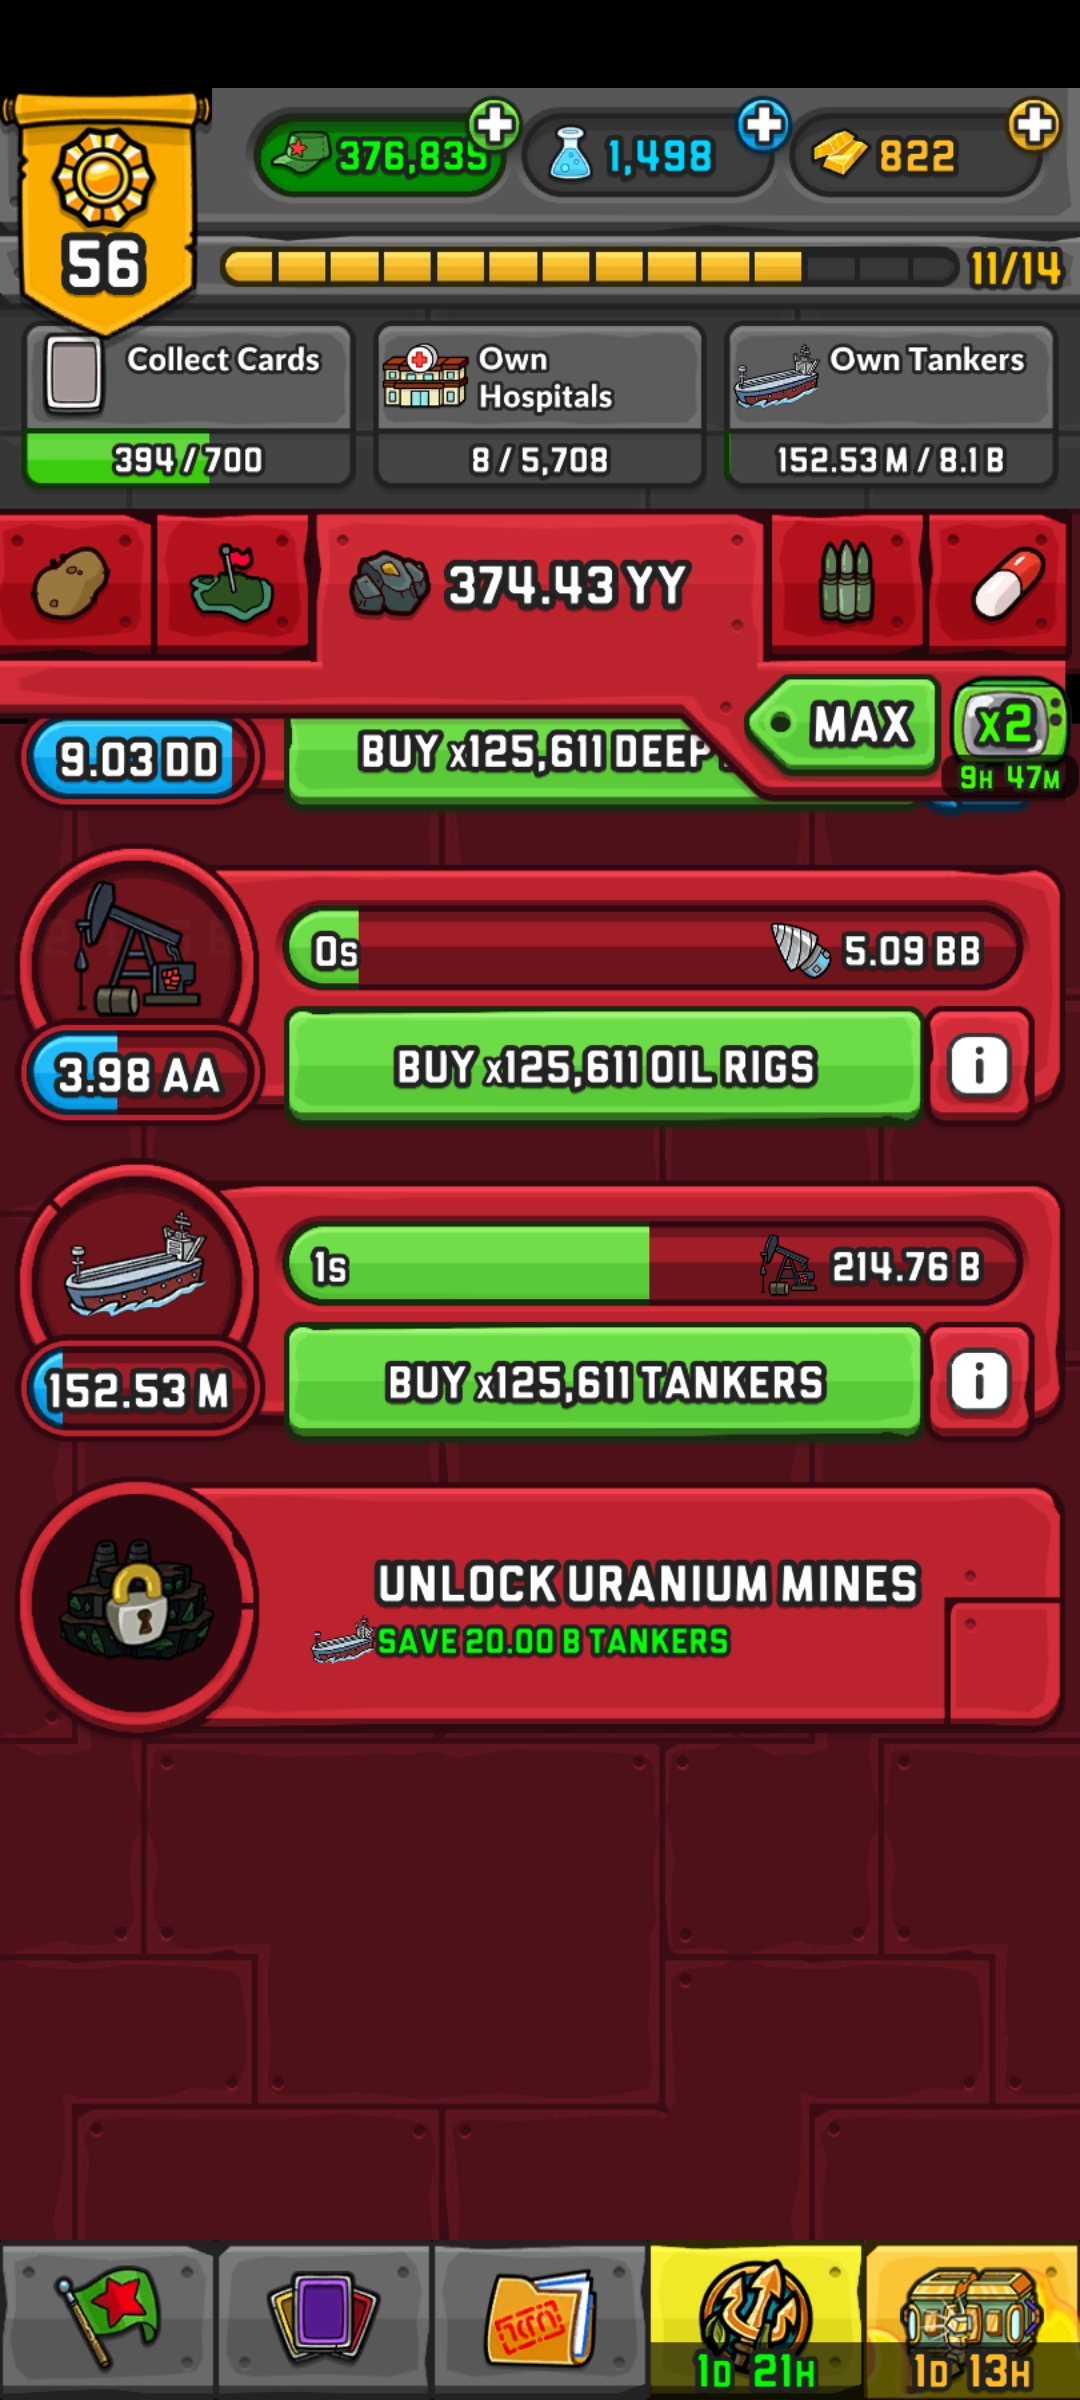 56
376,835
1,498
822
11/14
Collect Cards
394/700
Own
Hospitals
8/5,708
Own Tankers
152.53 M / 8.1 B
374.43 YY
MAX
x2
9H 47M
9.03 DD
BUY x125,611 DEEP
0s
5.09 BB
3.98 AA
BUY x125,611 OIL RIGS
i
1s
214.76 B
152.53 M
BUY x125,611 TANKERS
i
UNLOCK URANIUM MINES
SAVE 20.00 B TANKERS
1D 21H
1D 13H